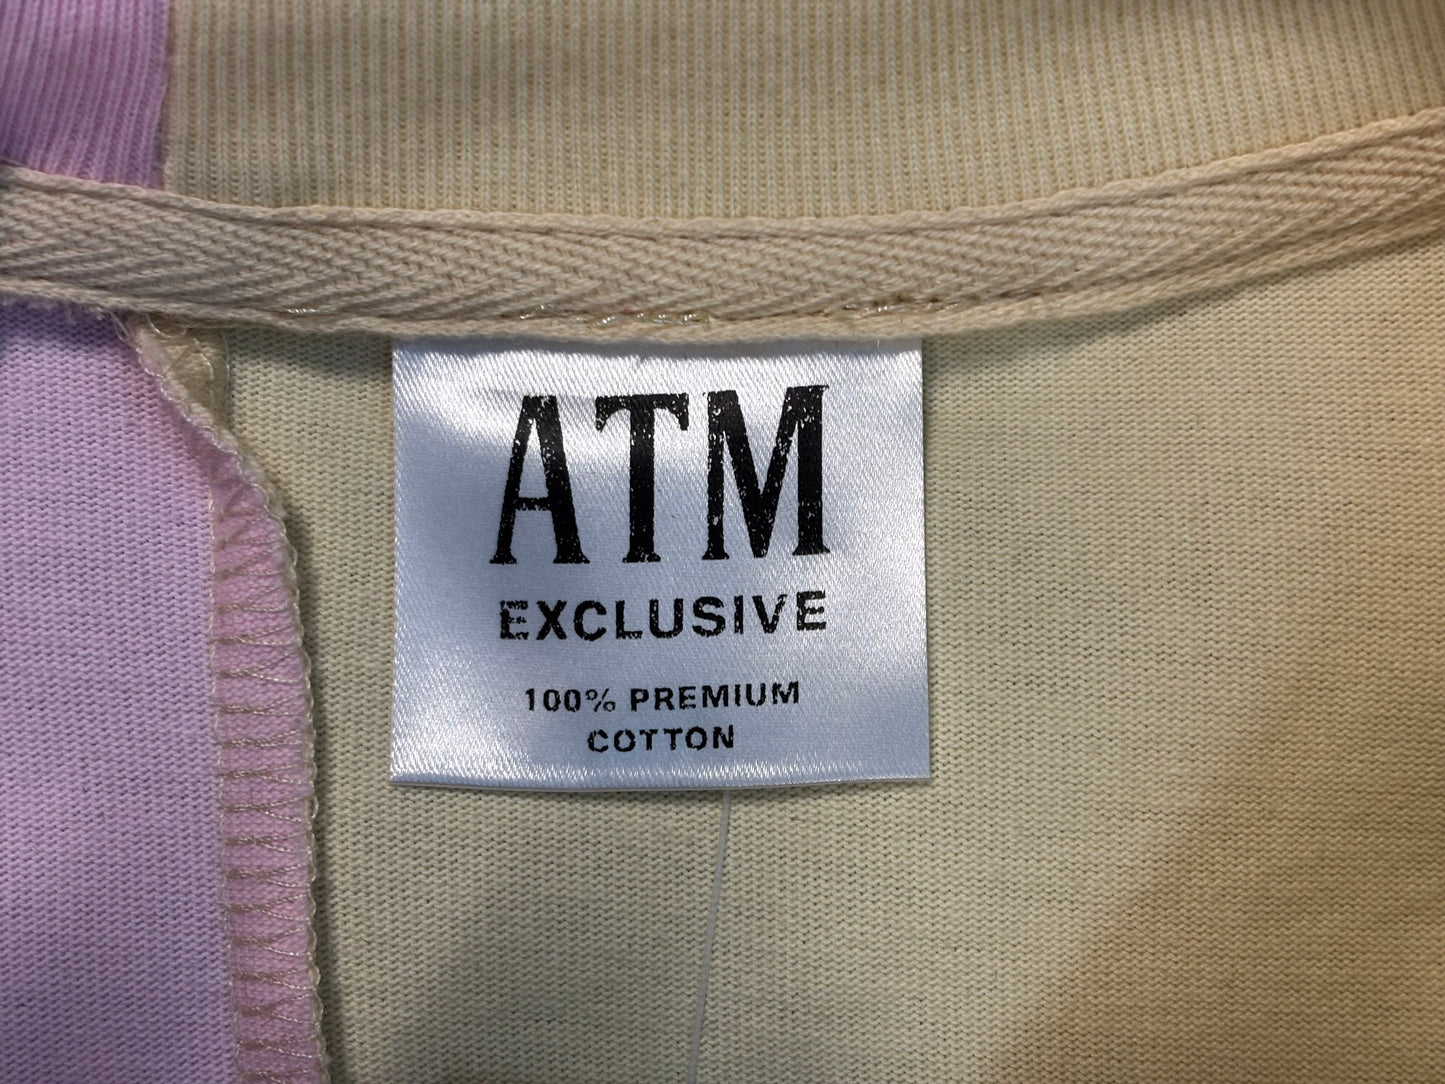 ATM
EXCLUSIVE
100% PREMIUM
COTTON